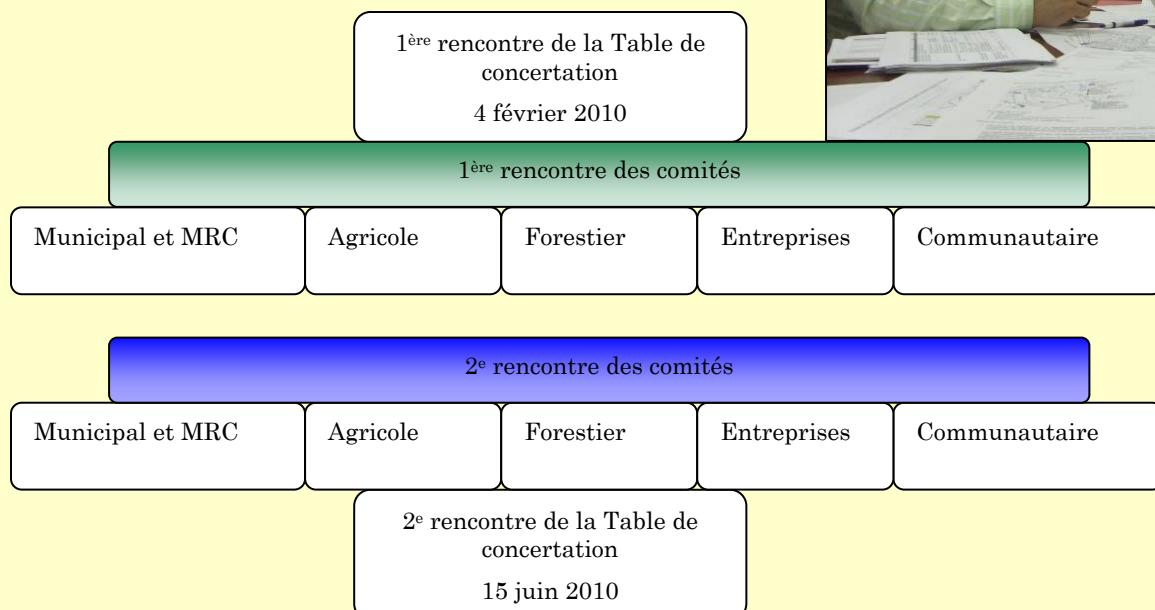 1ère rencontre de la Table de
concertation
4 février 2010
1ère rencontre des comités
Municipal et MRC
Agricole
Forestier
Entreprises
Communautaire
2e rencontre des comités
Municipal et MRC
Agricole
Forestier
Entreprises
Communautaire
2e rencontre de la Table de
concertation
15 juin 2010